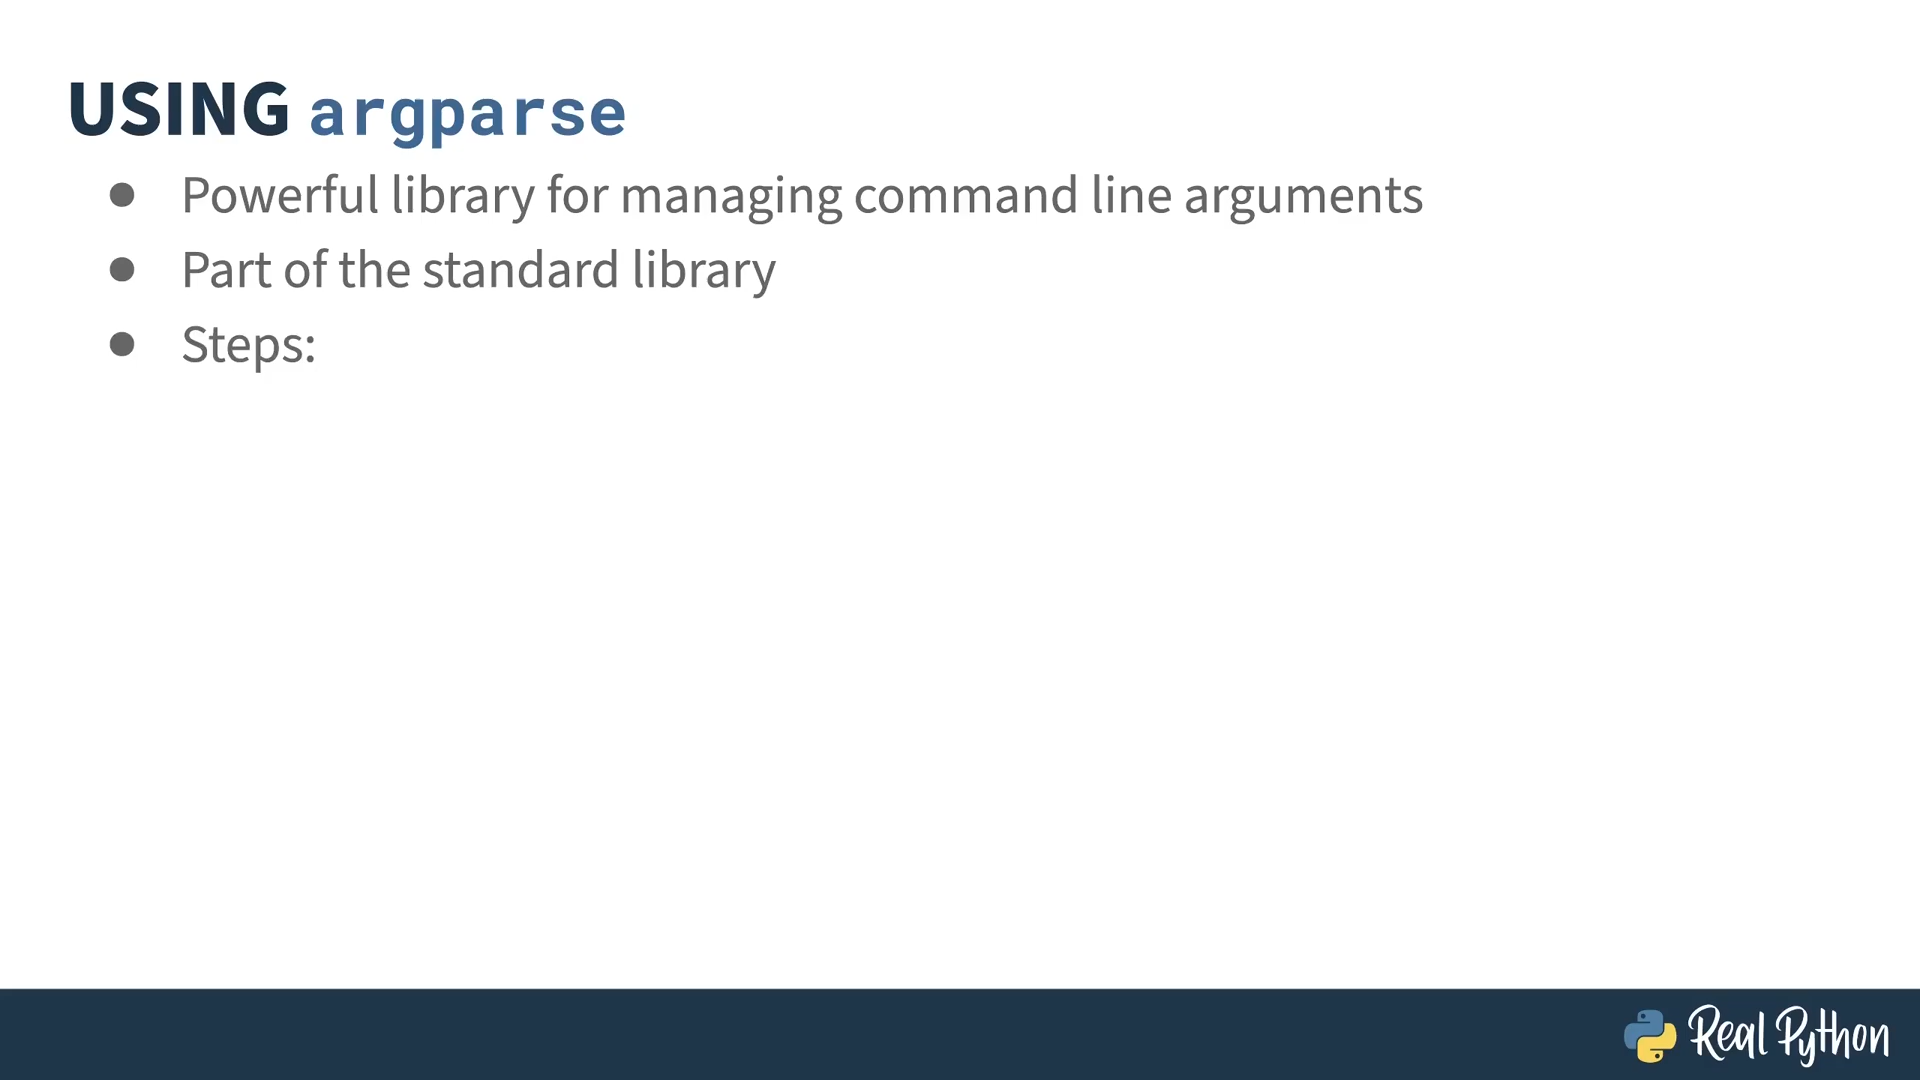 USING argparse
● Powerful library for managing command line arguments
● Part of the standard library
● Steps:
Real Python